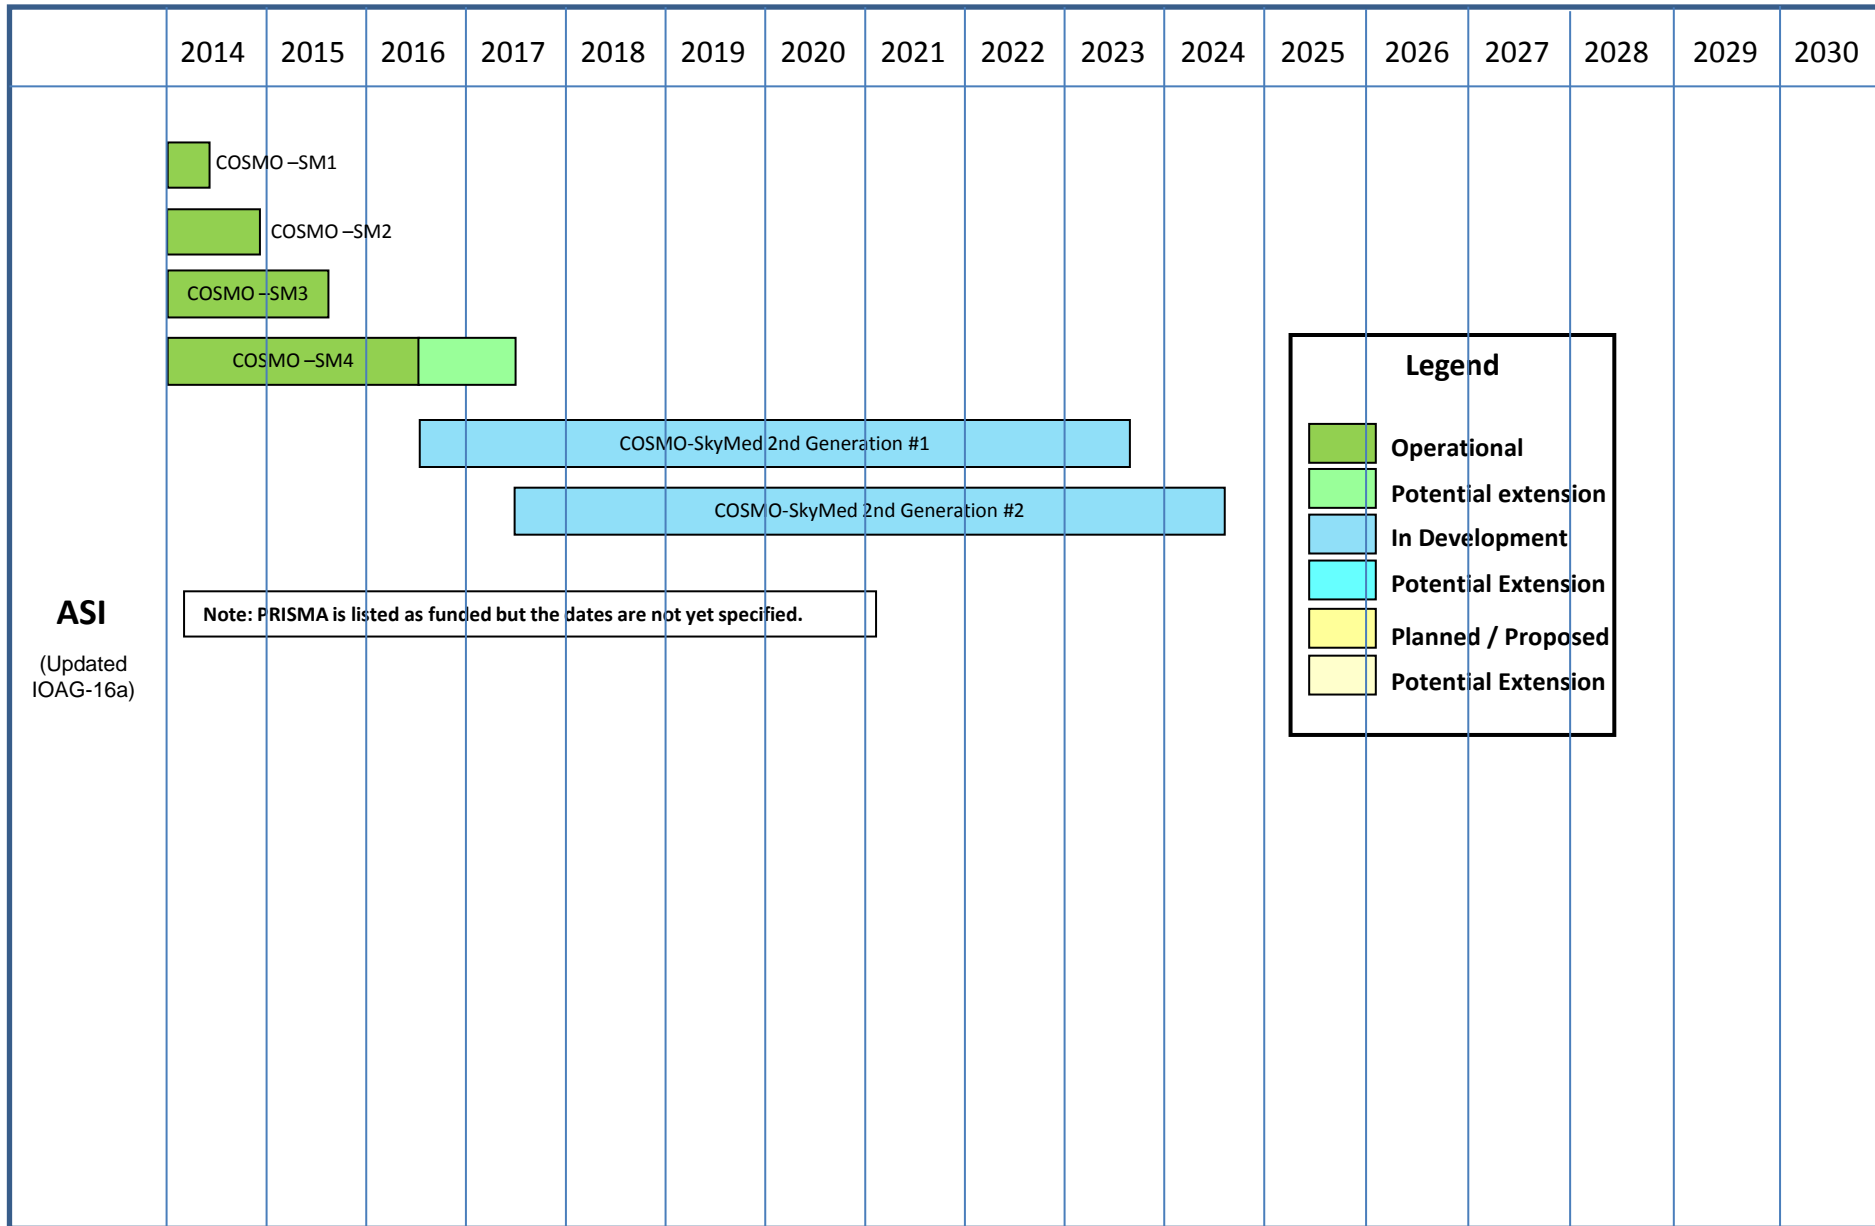 2014 2015 2016 2017 2018 2019 2020 2021 2022 2023 2024 2025 2026 2027 2028 2029 2030
COSMO –SM1
COSMO –SM2
COSMO –SM3
COSMO –SM4
COSMO-SkyMed 2nd Generation #1
COSMO-SkyMed 2nd Generation #2
ASI
(Updated
IOAG-16a)
Note: PRISMA is listed as funded but the dates are not yet specified.
Legend
Operational
Potential extension
In Development
Potential Extension
Planned / Proposed
Potential Extension